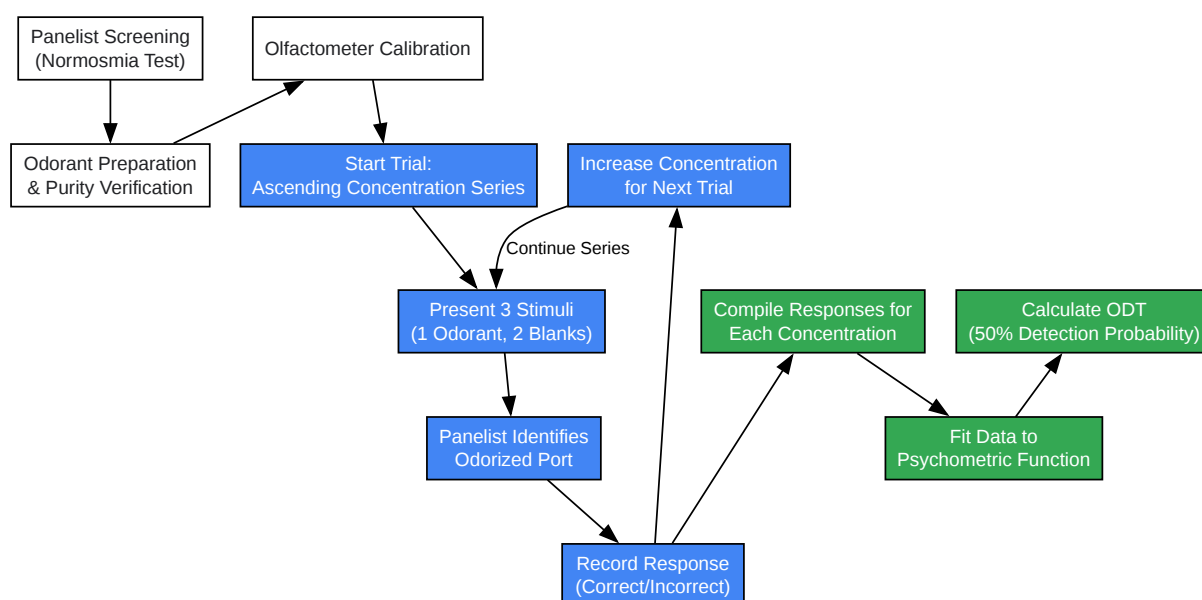 Panelist Screening
(Normosmia Test)
Olfactometer Calibration
Odorant Preparation
& Purity Verification
Start Trial:
Ascending Concentration Series
Increase Concentration
for Next Trial
Continue Series
Present 3 Stimuli
(1 Odorant, 2 Blanks)
Compile Responses for
Each Concentration
Calculate ODT
(50% Detection Probability)
Panelist Identifies
Odorized Port
Fit Data to
Psychometric Function
Record Response
(Correct/Incorrect)